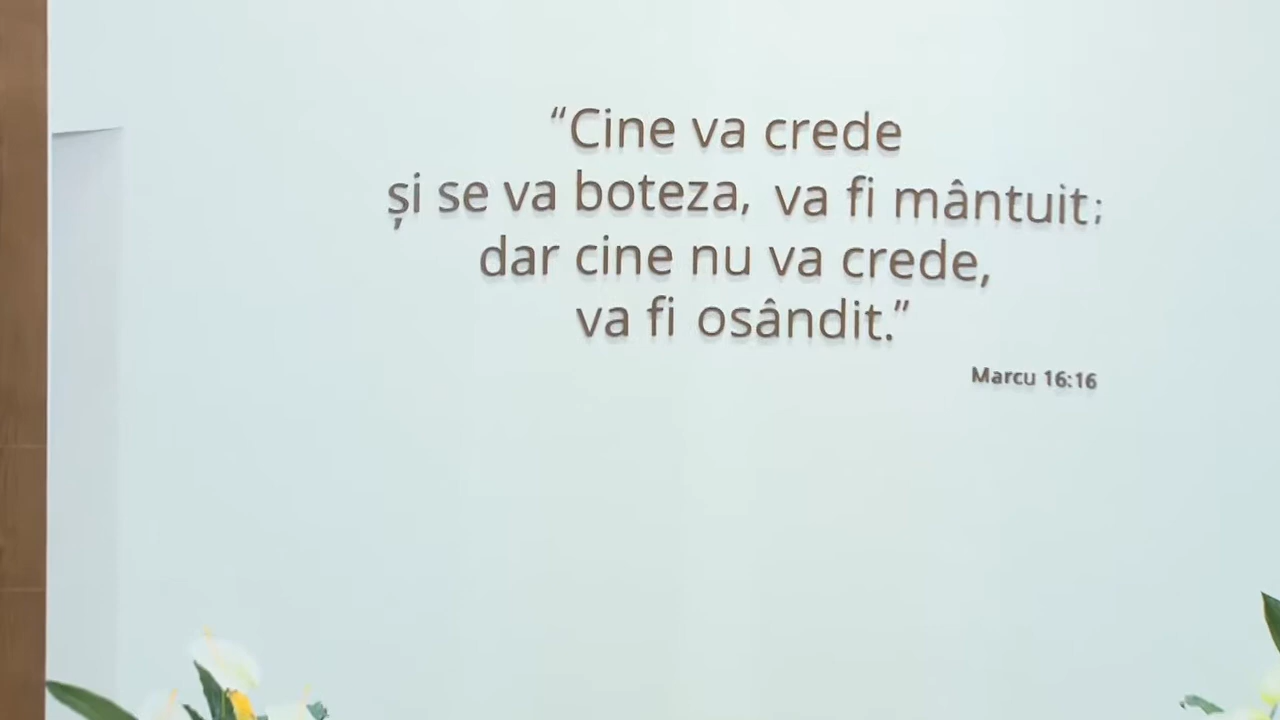 “Cine va crede
și se va boteza, va fi mântuit;
dar cine nu va crede,
va fi osândit.”
Marcu 16:16